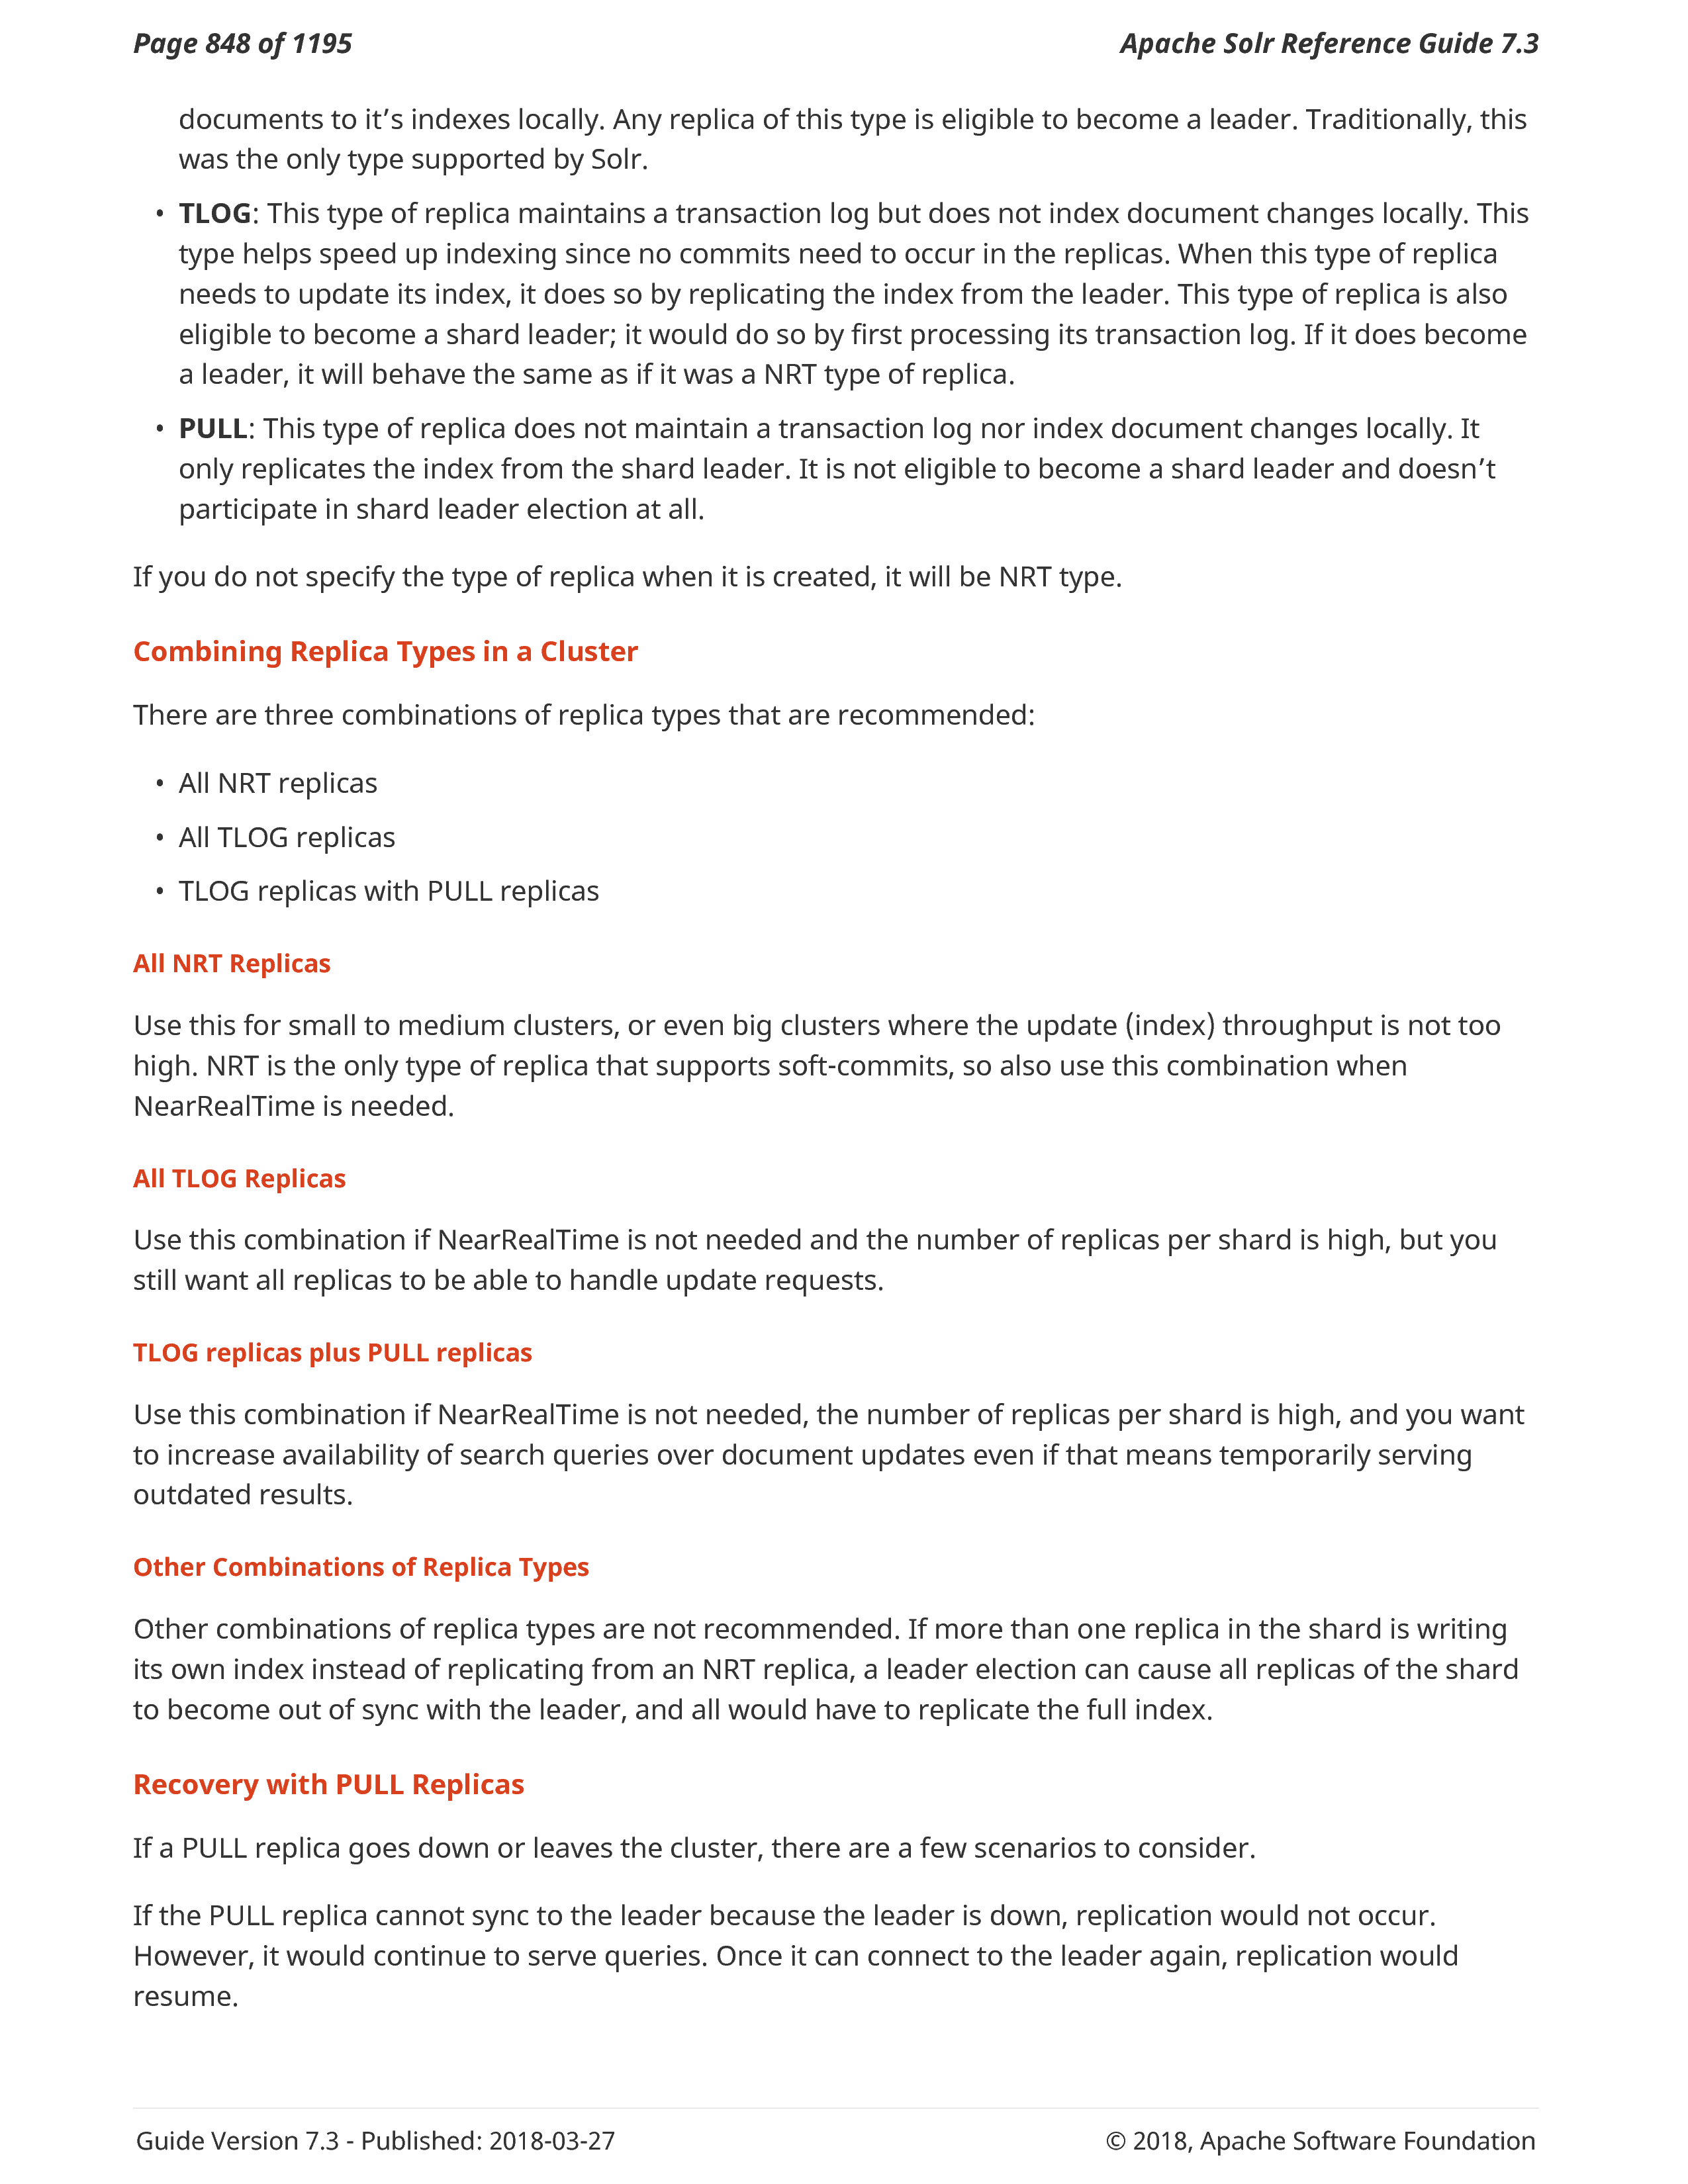 Page 848 of 1195
Apache Solr Reference Guide 7.3
documents to it’s indexes locally. Any replica of this type is eligible to become a leader. Traditionally, this
was the only type supported by Solr.
• TLOG: This type of replica maintains a transaction log but does not index document changes locally. This
type helps speed up indexing since no commits need to occur in the replicas. When this type of replica
needs to update its index, it does so by replicating the index from the leader. This type of replica is also
eligible to become a shard leader; it would do so by first processing its transaction log. If it does become
a leader, it will behave the same as if it was a NRT type of replica.
• PULL: This type of replica does not maintain a transaction log nor index document changes locally. It
only replicates the index from the shard leader. It is not eligible to become a shard leader and doesn’t
participate in shard leader election at all.
If you do not specify the type of replica when it is created, it will be NRT type.
Combining Replica Types in a Cluster
There are three combinations of replica types that are recommended:
• All NRT replicas
• All TLOG replicas
• TLOG replicas with PULL replicas
All NRT Replicas
Use this for small to medium clusters, or even big clusters where the update (index) throughput is not too
high. NRT is the only type of replica that supports soft-commits, so also use this combination when
NearRealTime is needed.
All TLOG Replicas
Use this combination if NearRealTime is not needed and the number of replicas per shard is high, but you
still want all replicas to be able to handle update requests.
TLOG replicas plus PULL replicas
Use this combination if NearRealTime is not needed, the number of replicas per shard is high, and you want
to increase availability of search queries over document updates even if that means temporarily serving
outdated results.
Other Combinations of Replica Types
Other combinations of replica types are not recommended. If more than one replica in the shard is writing
its own index instead of replicating from an NRT replica, a leader election can cause all replicas of the shard
to become out of sync with the leader, and all would have to replicate the full index.
Recovery with PULL Replicas
If a PULL replica goes down or leaves the cluster, there are a few scenarios to consider.
If the PULL replica cannot sync to the leader because the leader is down, replication would not occur.
However, it would continue to serve queries. Once it can connect to the leader again, replication would
resume.
Guide Version 7.3 - Published: 2018-03-27
© 2018, Apache Software Foundation